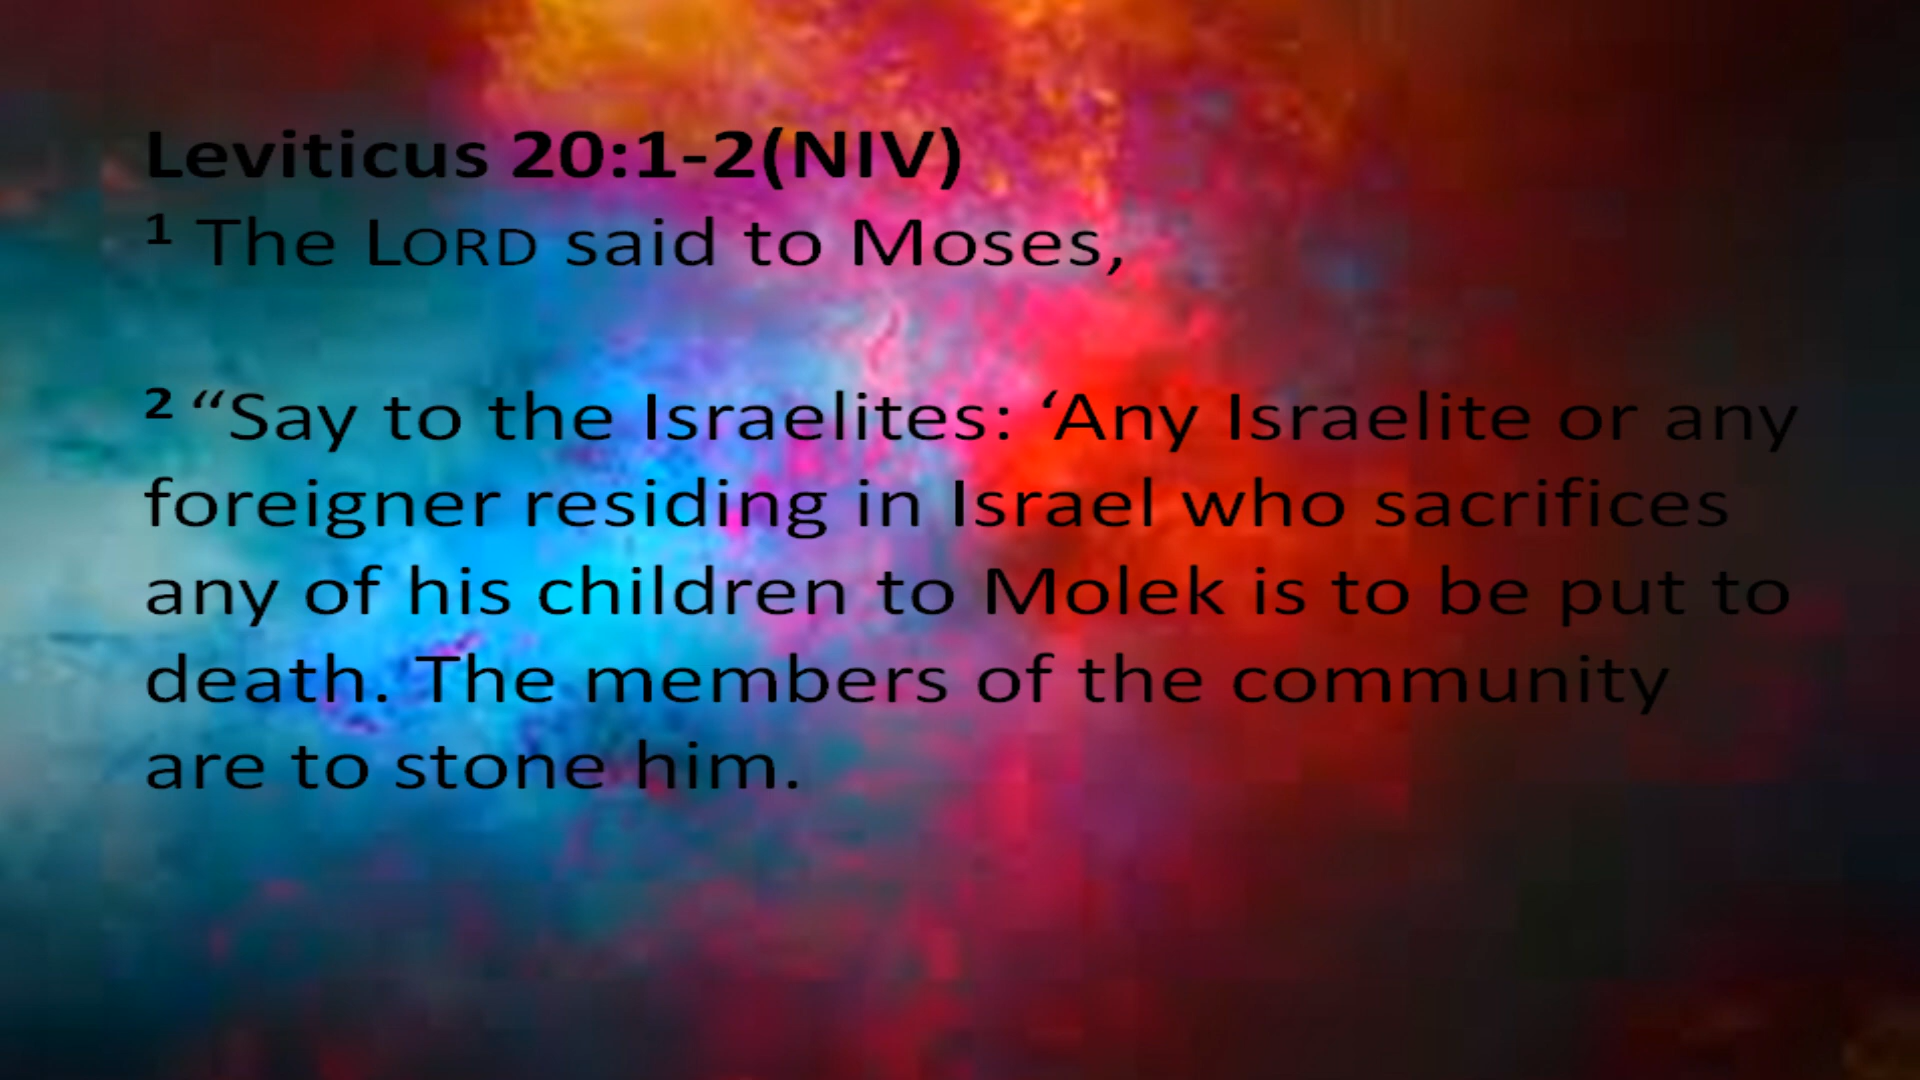 Leviticus 20:1-2(NIV)
¹ The LORD said to Moses,
² “Say to the Israelites: ‘Any Israelite or any
foreigner residing in Israel who sacrifices
any of his children to Molek is to be put to
death. The members of the community
are to stone him.